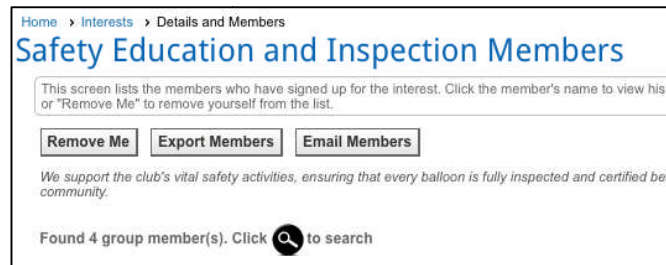 Home › Interests › Details and Members
Safety Education and Inspection Members
This screen lists the members who have signed up for the interest. Click the member's name to view his
or "Remove Me" to remove yourself from the list.
Remove Me Export Members Email Members
We support the club's vital safety activities, ensuring that every balloon is fully inspected and certified be
community.
Found 4 group member(s). Click to search